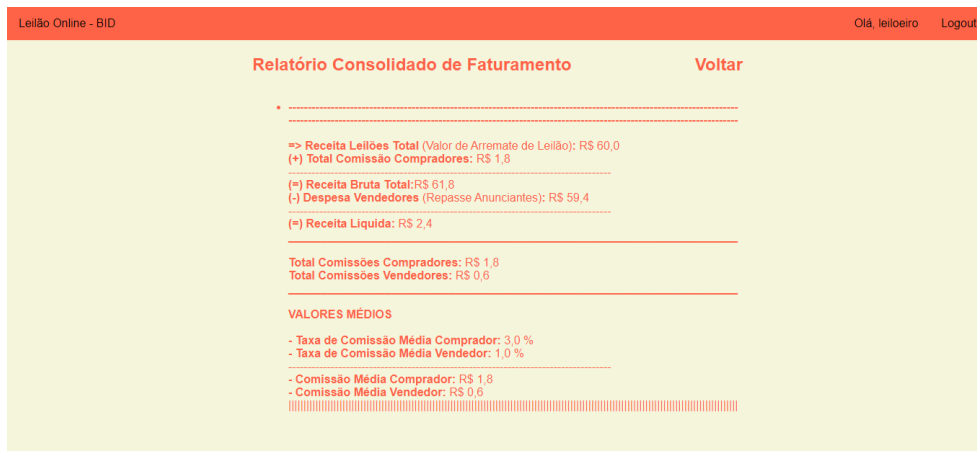 Leilão Online - BID Olá, leiloeiro Logout
Relatório Consolidado de Faturamento Voltar
=> Receita Leilões Total (Valor de Arremate de Leilão): R$ 60,0
(+) Total Comissão Compradores: R$ 1,8
(=) Receita Bruta Total:R$ 61,8
(-) Despesa Vendedores (Repasse Anunciantes): R$ 59,4
(=) Receita Liquida: R$ 2,4
Total Comissões Compradores: R$ 1,8
Total Comissões Vendedores: R$ 0,6
VALORES MÉDIOS
- Taxa de Comissão Média Comprador: 3,0 %
- Taxa de Comissão Média Vendedor: 1,0 %
- Comissão Média Comprador: R$ 1,8
- Comissão Média Vendedor: R$ 0,6